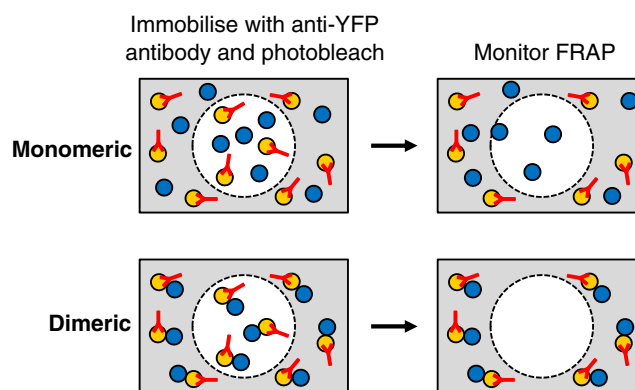 Immobilise with anti-YFP
antibody and photobleach
Monitor FRAP
Monomeric
Dimeric